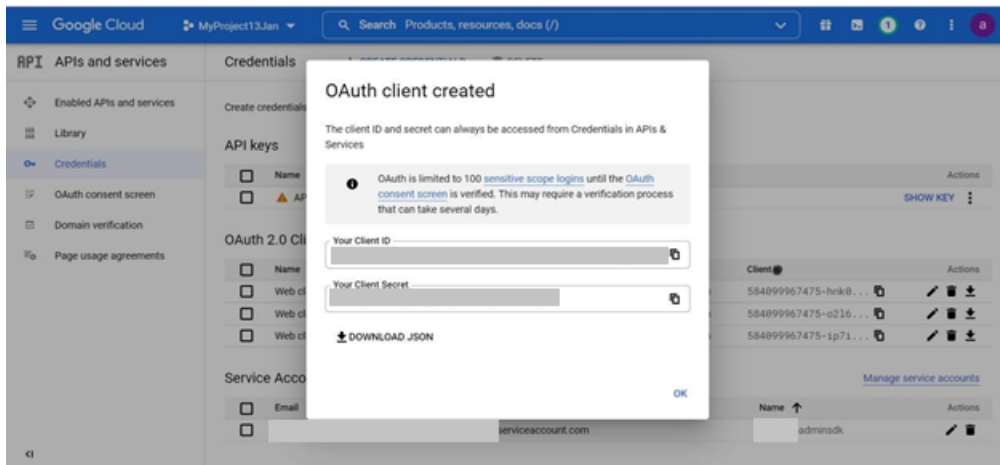 Google Cloud
MyProject13Jan
Search Products, resources, docs (/)
1
a
API APIs and services
Enabled APIs and services
Library
Credentials
OAuth consent screen
Domain verification
Page usage agreements
Credentials
Create credentials
API keys
Name
Actions
AP
SHOW KEY
OAuth 2.0 Cli
Name
Client
Actions
Web cl
584099967475-hnk0...
Web cl
584099967475-o2l6...
Web cl
584099967475-ip7i...
Service Acco
Manage service accounts
Email
Name
Actions
serviceaccount.com
adminsdk
OAuth client created
The client ID and secret can always be accessed from Credentials in APIs &
Services
OAuth is limited to 100 sensitive scope logins until the OAuth
consent screen is verified. This may require a verification process
that can take several days.
Your Client ID
Your Client Secret
DOWNLOAD JSON
OK